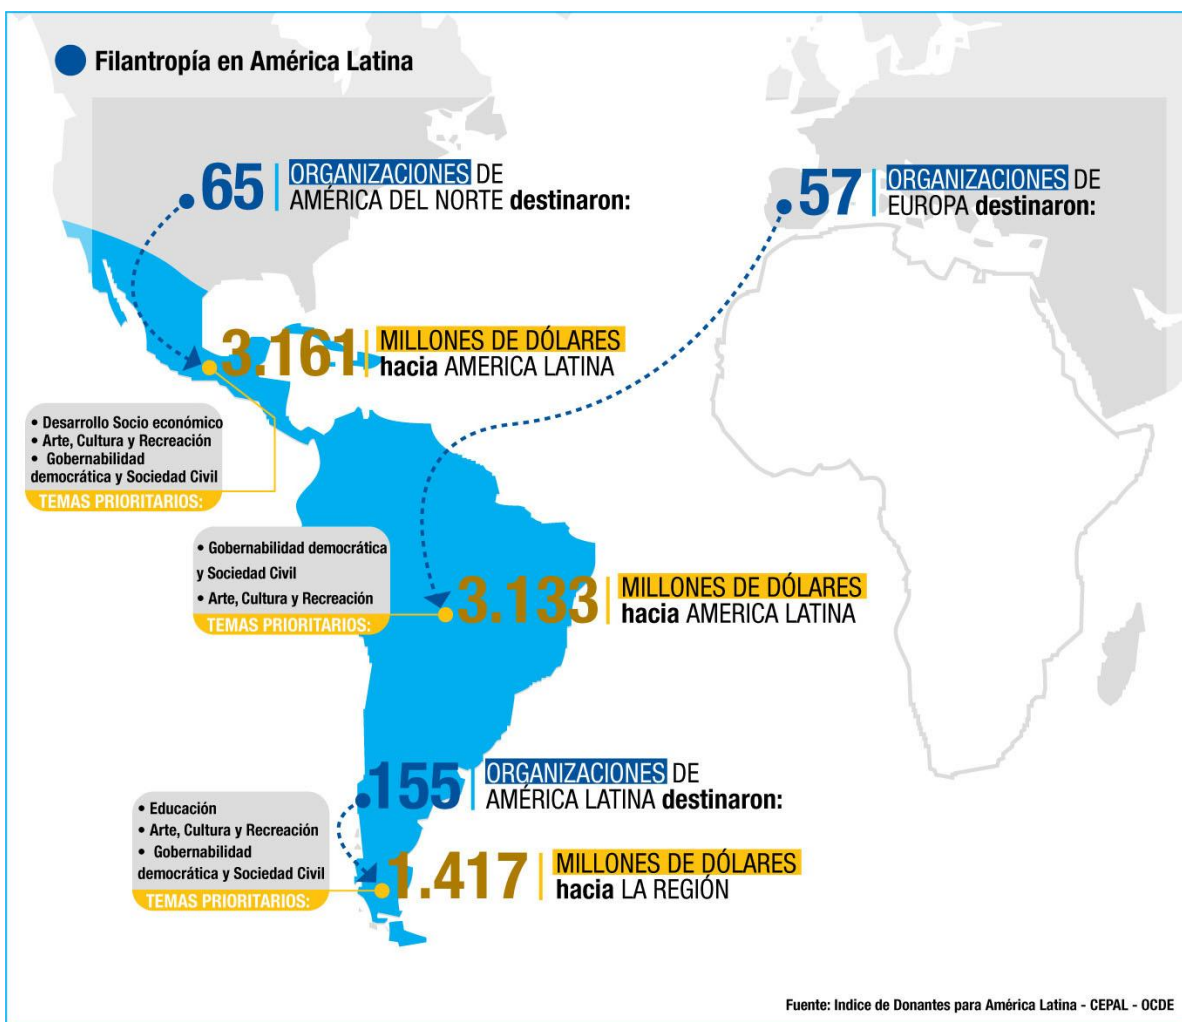 Filantropía en América Latina
65
ORGANIZACIONES DE
AMÉRICA DEL NORTE destinaron:
57
ORGANIZACIONES DE
EUROPA destinaron:
3.161
MILLONES DE DÓLARES
hacia AMERICA LATINA
• Desarrollo Socio económico
• Arte, Cultura y Recreación
• Gobernabilidad
democrática y Sociedad Civil
TEMAS PRIORITARIOS:
• Gobernabilidad democrática
y Sociedad Civil
• Arte, Cultura y Recreación
TEMAS PRIORITARIOS:
3.133
MILLONES DE DÓLARES
hacia AMERICA LATINA
155
ORGANIZACIONES DE
AMÉRICA LATINA destinaron:
• Educación
• Arte, Cultura y Recreación
• Gobernabilidad
democrática y Sociedad Civil
TEMAS PRIORITARIOS:
1.417
MILLONES DE DÓLARES
hacia LA REGIÓN
Fuente: Indice de Donantes para América Latina - CEPAL - OCDE